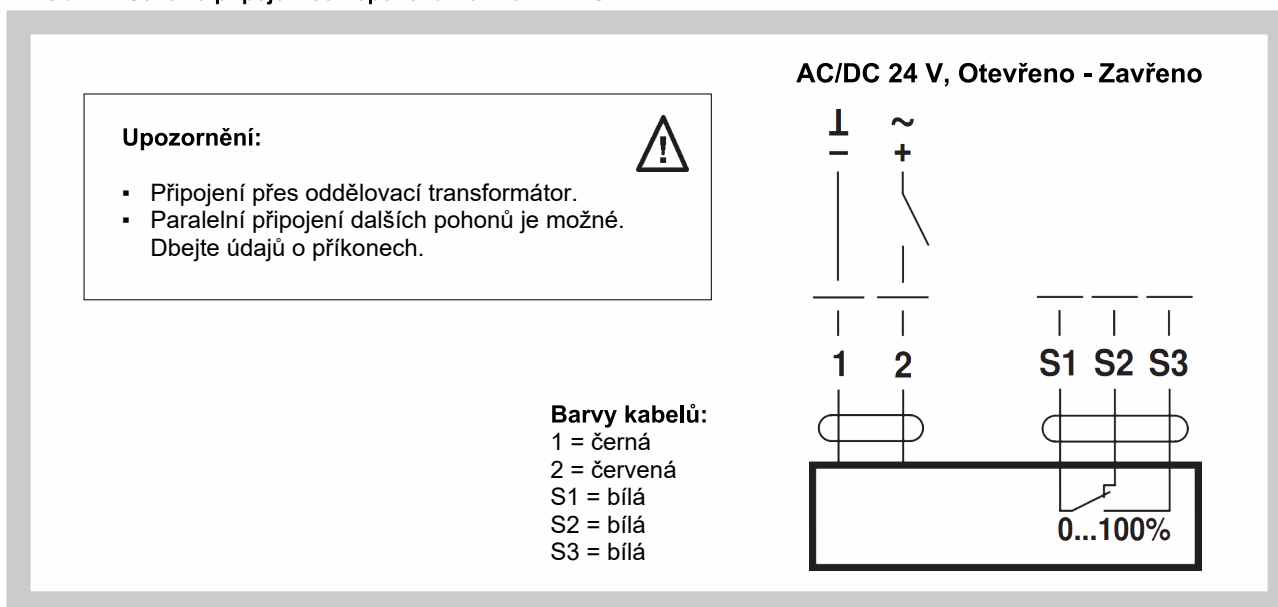 AC/DC 24 V, Otevřeno - Zavřeno
Upozornění:
▪ Připojení přes oddělovací transformátor.
▪ Paralelní připojení dalších pohonů je možné.
Dbejte údajů o příkonech.
⊥ ~
− +
1 2 S1 S2 S3
Barvy kabelů:
1 = černá
2 = červená
S1 = bílá
S2 = bílá
S3 = bílá
0...100%